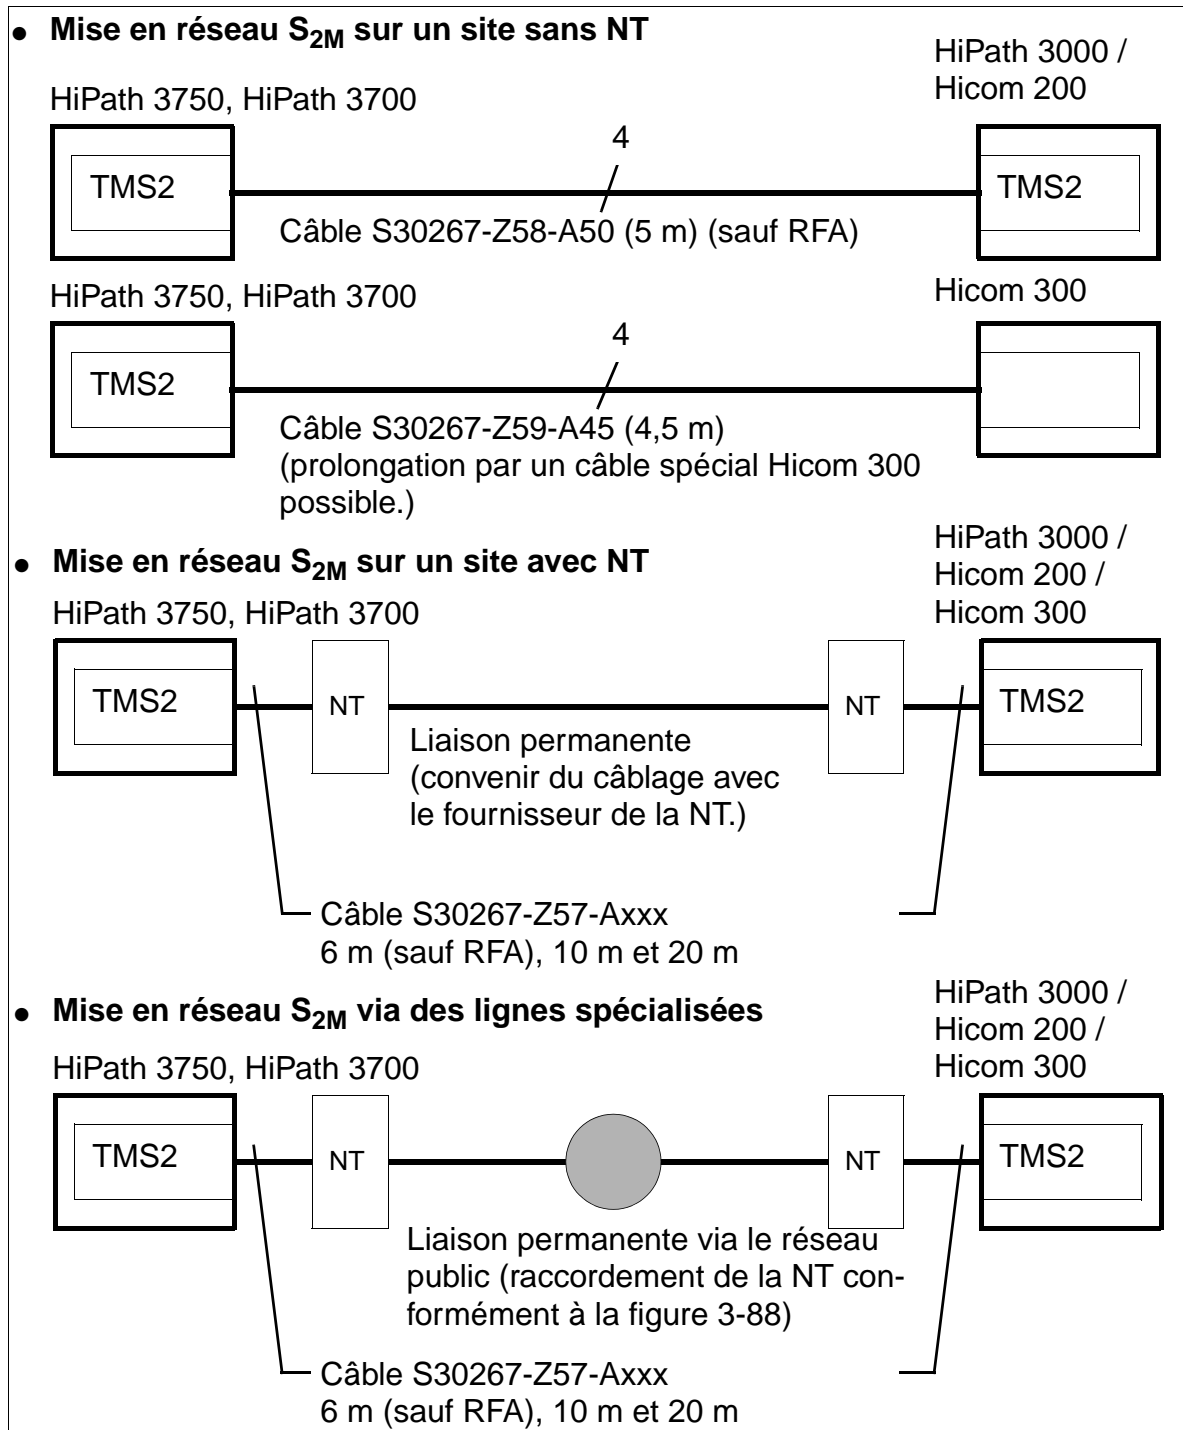 • Mise en réseau S2M sur un site sans NT
HiPath 3000 /
Hicom 200
HiPath 3750, HiPath 3700
4
TMS2
TMS2
Câble S30267-Z58-A50 (5 m) (sauf RFA)
HiPath 3750, HiPath 3700
Hicom 300
4
TMS2
Câble S30267-Z59-A45 (4,5 m)
(prolongation par un câble spécial Hicom 300
possible.)
• Mise en réseau S2M sur un site avec NT
HiPath 3000 /
Hicom 200 /
Hicom 300
HiPath 3750, HiPath 3700
TMS2
NT
NT
TMS2
Liaison permanente
(convenir du câblage avec
le fournisseur de la NT.)
Câble S30267-Z57-Axxx
6 m (sauf RFA), 10 m et 20 m
• Mise en réseau S2M via des lignes spécialisées
HiPath 3000 /
Hicom 200 /
Hicom 300
HiPath 3750, HiPath 3700
TMS2
NT
NT
TMS2
Liaison permanente via le réseau
public (raccordement de la NT con-
formément à la figure 3-88)
Câble S30267-Z57-Axxx
6 m (sauf RFA), 10 m et 20 m